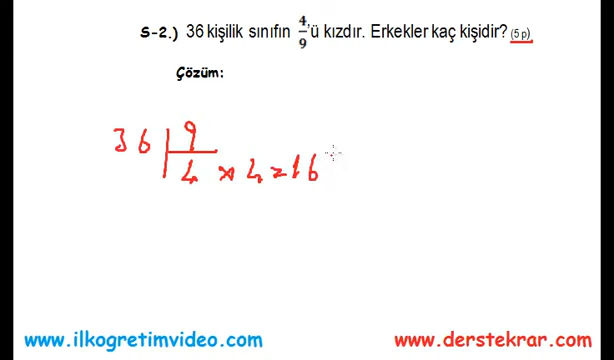 S-2.) 36 kişilik sınıfın 4/9'ü kızdır. Erkekler kaç kişidir? (5 p)
Çözüm:
36 | 9
4 x 4 = 16
www.ilkogretimvideo.com www.derstekrar.com